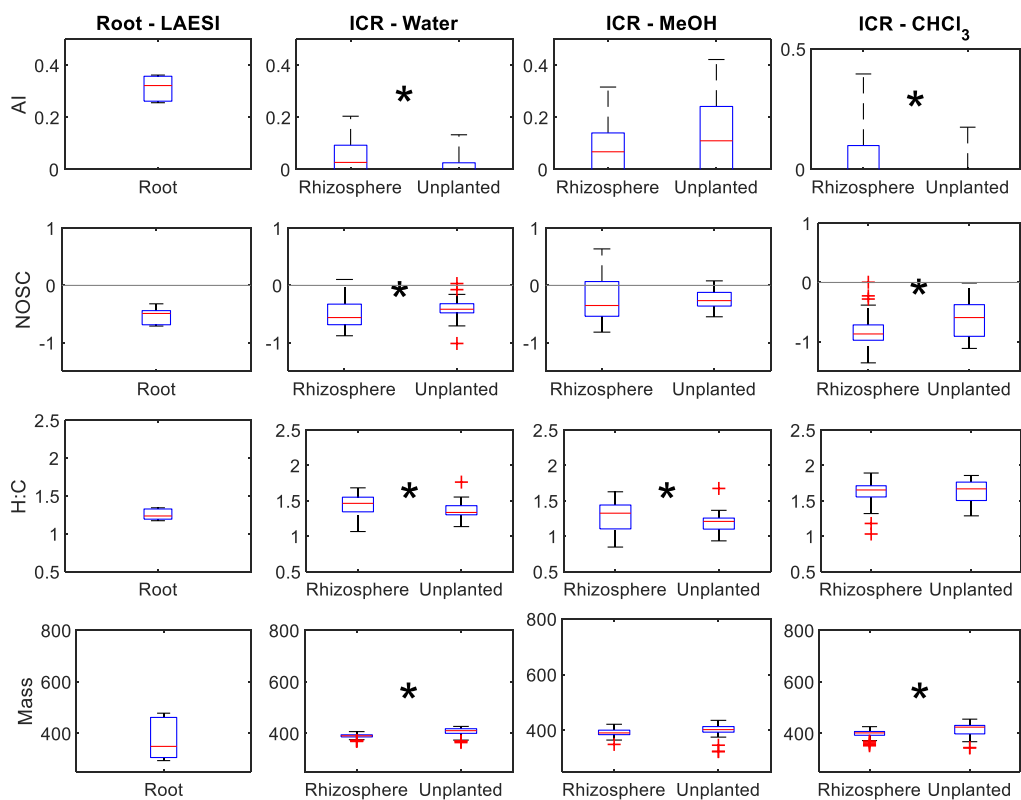 Root - LAESI ICR - Water ICR - MeOH ICR - CHCl3
AI
0.4 0.2 0
Root
0.4 0.2 0
Rhizosphere Unplanted
*
0.4 0.2 0
Rhizosphere Unplanted
0.5 0
Rhizosphere Unplanted
*
NOSC
1 0 -1
Root
1 0 -1
Rhizosphere Unplanted
*
1 0 -1
Rhizosphere Unplanted
1 0 -1
Rhizosphere Unplanted
*
H:C
2.5 2 1.5 1 0.5
Root
2.5 2 1.5 1 0.5
Rhizosphere Unplanted
*
2.5 2 1.5 1 0.5
Rhizosphere Unplanted
*
2.5 2 1.5 1 0.5
Rhizosphere Unplanted
Mass
800 600 400
Root
800 600 400
Rhizosphere Unplanted
*
800 600 400
Rhizosphere Unplanted
800 600 400
Rhizosphere Unplanted
*